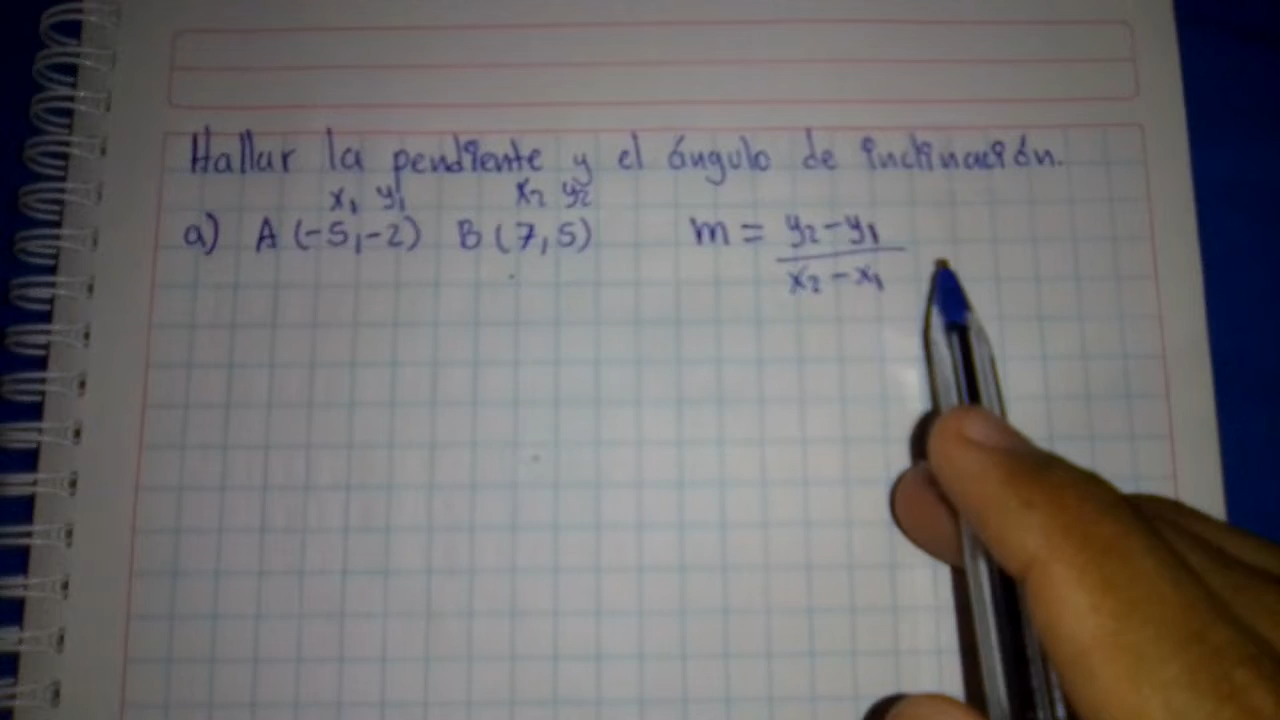 Hallar la pendiente y el ángulo de inclinación.
x₁ y₁ x₂ y₂
a) A (-5,-2) B (7,5) m = y₂-y₁
x₂-x₁